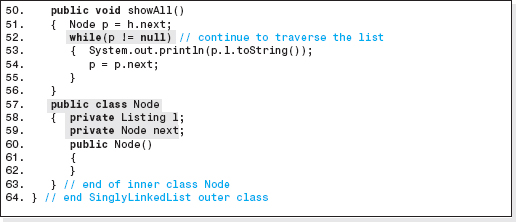 50. public void showAll()
51. { Node p = h.next;
52. while(p != null) // continue to traverse the list
53. { System.out.println(p.l.toString());
54. p = p.next;
55. }
56. }
57. public class Node
58. { private Listing l;
59. private Node next;
60. public Node()
61. {
62. }
63. } // end of inner class Node
64. } // end SinglyLinkedList outer class